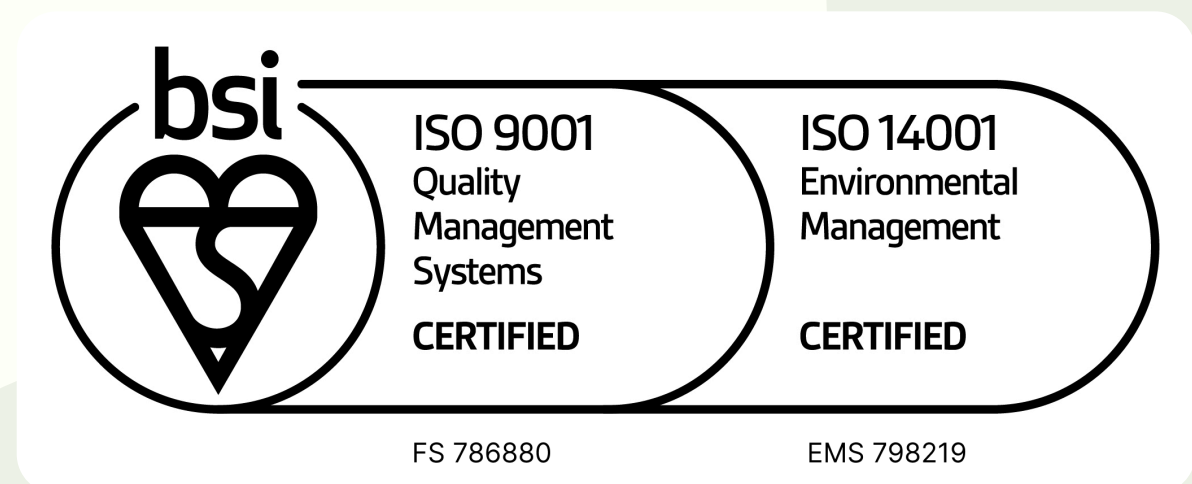 bsi
ISO 9001
Quality
Management
Systems
CERTIFIED
FS 786880
ISO 14001
Environmental
Management
CERTIFIED
EMS 798219